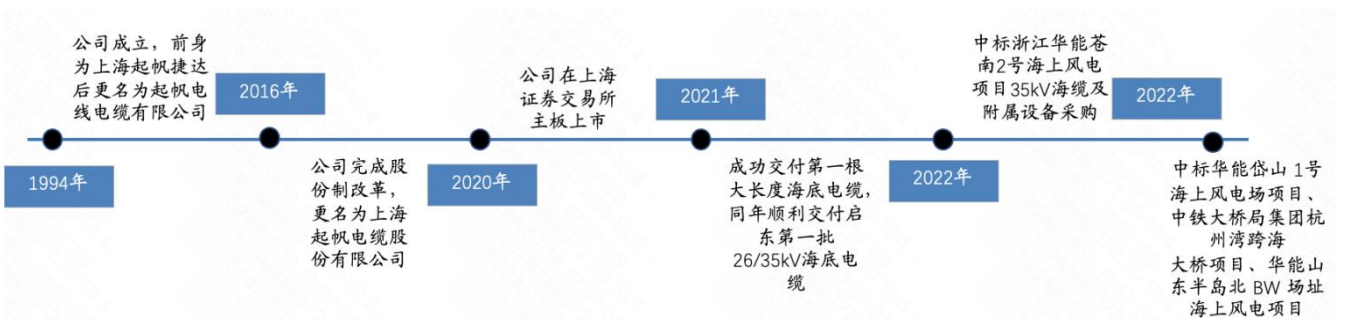 公司成立，前身
为上海起帆捷达
后更名为起帆电
线电缆有限公司
1994年
2016年
公司完成股
份制改革，
更名为上海
起帆电缆股
份有限公司
公司在上海
证券交易所
主板上市
2020年
2021年
成功交付第一根
大长度海底电缆，
同年顺利交付启
东第一批
26/35kV海底电
缆
中标浙江华能苍
南2号海上风电
项目35kV海缆及
附属设备采购
2022年
2022年
中标华能岱山 1号
海上风电场项目、
中铁大桥局集团杭
州湾跨海
大桥项目、华能山
东半岛北 BW 场址
海上风电项目